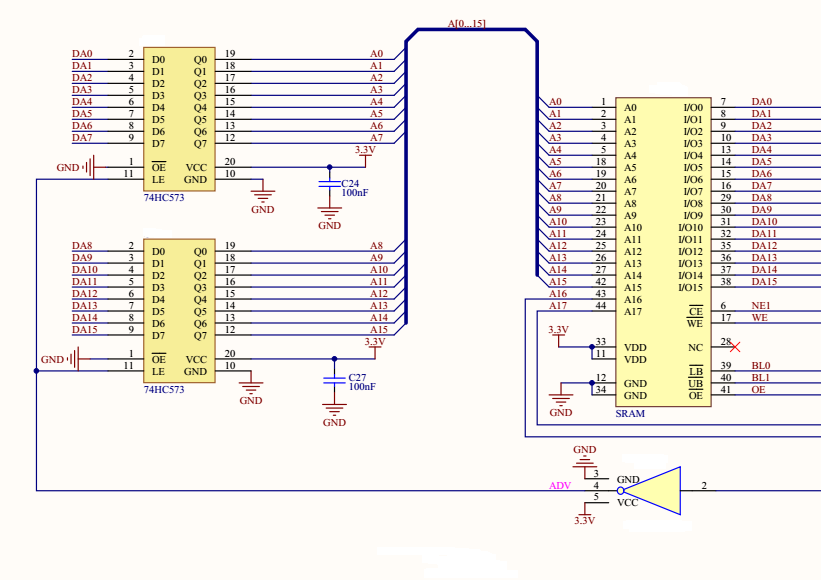 A[0...15]
DA0 2 D0 Q0 19 A0
DA1 3 D1 Q1 18 A1
DA2 4 D2 Q2 17 A2
DA3 5 D3 Q3 16 A3
DA4 6 D4 Q4 15 A4
DA5 7 D5 Q5 14 A5
DA6 8 D6 Q6 13 A6
DA7 9 D7 Q7 12 A7
3.3V
GND 1 OE VCC 20
11 LE GND 10
74HC573
GND
C24
100nF
GND
DA8 2 D0 Q0 19 A8
DA9 3 D1 Q1 18 A9
DA10 4 D2 Q2 17 A10
DA11 5 D3 Q3 16 A11
DA12 6 D4 Q4 15 A12
DA13 7 D5 Q5 14 A13
DA14 8 D6 Q6 13 A14
DA15 9 D7 Q7 12 A15
3.3V
GND 1 OE VCC 20
11 LE GND 10
74HC573
GND
C27
100nF
GND
A0 1 A0 I/O0 7 DA0
A1 2 A1 I/O1 8 DA1
A2 3 A2 I/O2 9 DA2
A3 4 A3 I/O3 10 DA3
A4 5 A4 I/O4 13 DA4
A5 18 A5 I/O5 14 DA5
A6 19 A6 I/O6 15 DA6
A7 20 A7 I/O7 16 DA7
A8 21 A8 I/O8 29 DA8
A9 22 A9 I/O9 30 DA9
A10 23 A10 I/O10 31 DA10
A11 24 A11 I/O11 32 DA11
A12 25 A12 I/O12 35 DA12
A13 26 A13 I/O13 36 DA13
A14 27 A14 I/O14 37 DA14
A15 42 A15 I/O15 38 DA15
A16 43 A16
A17 44 A17 CE 6 NE1
WE 17 WE
3.3V
33 VDD NC 28
11 VDD
LB 39 BL0
12 GND UB 40 BL1
34 GND OE 41 OE
GND
SRAM
GND
3 GND
ADV 4 2
5 VCC
3.3V